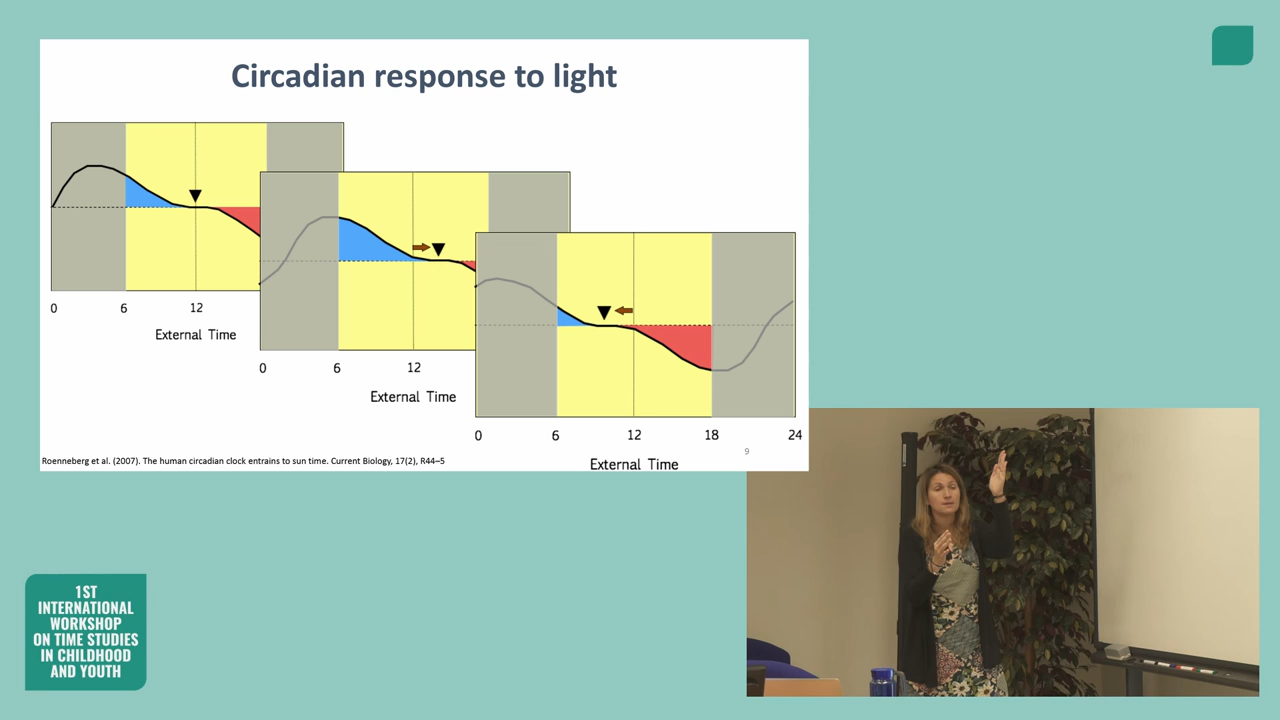 Circadian response to light
0 6 12
External Time
0 6 12
External Time
0 6 12 18 24
External Time
9
Roenneberg et al. (2007). The human circadian clock entrains to sun time. Current Biology, 17(2), R44–5
1ST
INTERNATIONAL
WORKSHOP
ON TIME STUDIES
IN CHILDHOOD
AND YOUTH